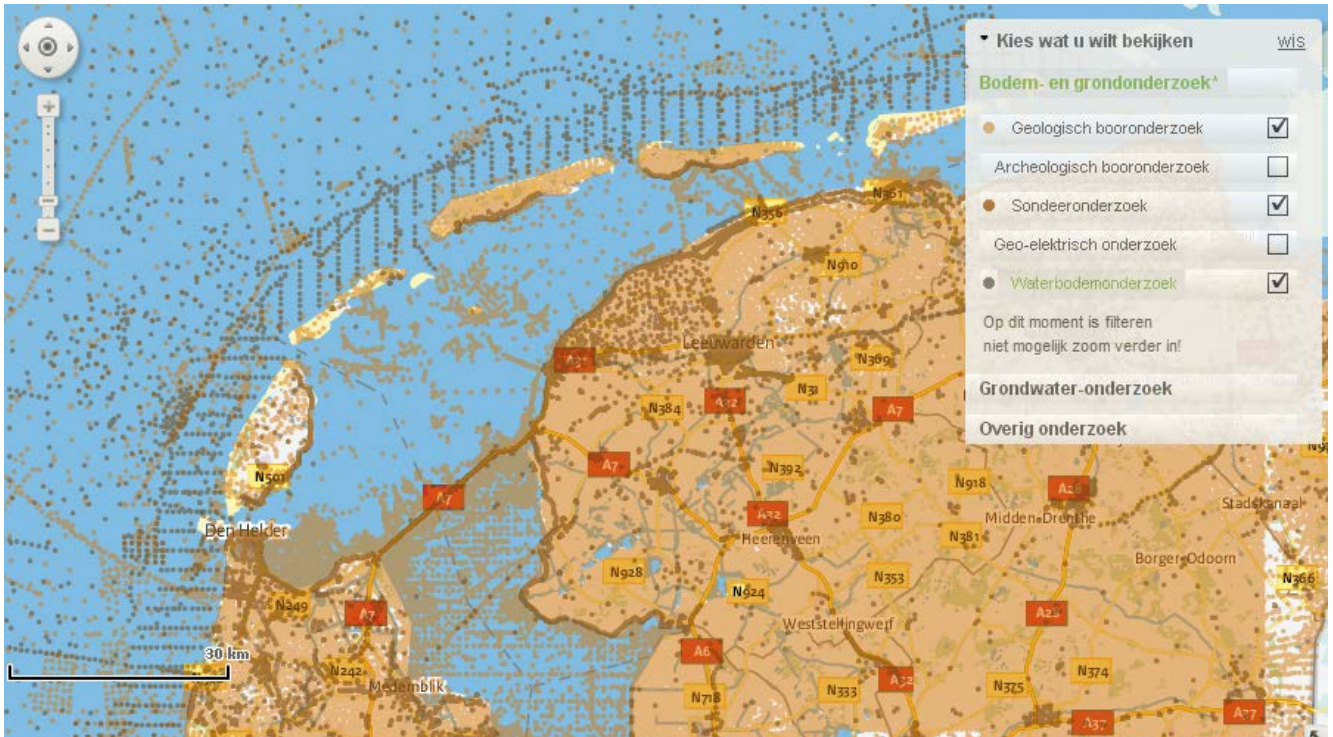 Kies wat u wilt bekijken wis
Bodem- en grondonderzoek*
Geologisch booronderzoek
Archeologisch booronderzoek
Sondeeronderzoek
Geo-elektrisch onderzoek
Waterbodemonderzoek
Op dit moment is filteren
niet mogelijk zoom verder in!
Grondwater-onderzoek
Overig onderzoek
N361
N356
N910
Leeuwarden
A31
N369
N31
N384
A32
A7
A7
N392
N501
A7
N918
A28
Stadskanaal
Den Helder
A32
N380
Midden-Drenthe
Heerenveen
N381
Borger-Odoorn
N928
N353
N366
N924
N249
A7
A28
Weststellingwerf
30 km
A6
N242
N374
A32
Medemblik
N718
N333
N375
A37
A37